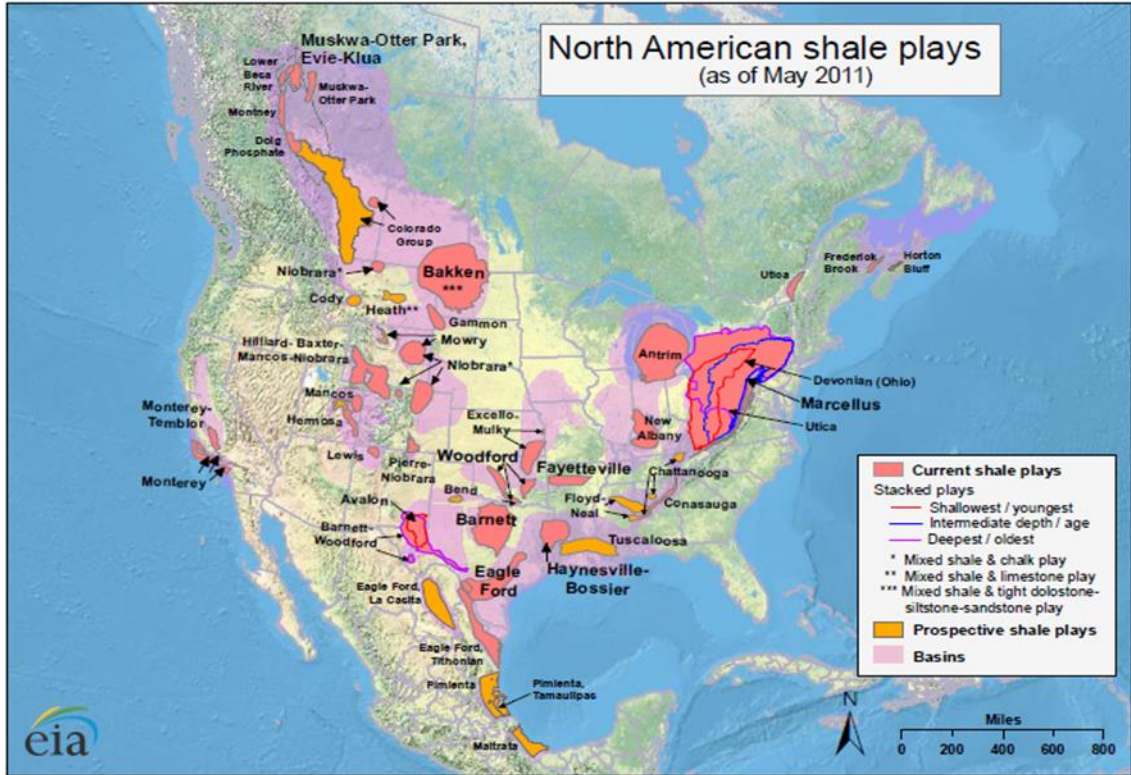 North American shale plays
(as of May 2011)
Muskwa-Otter Park,
Evie-Klua
Lower
Besa
River
Muskwa-
Otter Park
Montney
Doig
Phosphate
Colorado
Group
Niobrara*
Bakken
***
Cody
Heath**
Gammon
Mowry
Hilliard-Baxter-
Mancos-Niobrara
Niobrara*
Antrim
Utica
Frederick
Brook
Horton
Bluff
Devonian (Ohio)
Marcellus
Utica
Mancos
Hermosa
Monterey-
Temblor
Monterey
Lewis
Pierre-
Niobrara
Excello-
Mulky
New
Albany
Woodford
Fayetteville
Chattanooga
Bend
Floyd-
Neal
Conasauga
Avalon
Barnett
Barnett-
Woodford
Tuscaloosa
Haynesville-
Bossier
Eagle
Ford
Eagle Ford,
La Casita
Eagle Ford,
Tithonian
Pimienta
Pimienta,
Tamaulipas
Maltrata
Current shale plays
Stacked plays
Shallowest / youngest
Intermediate depth / age
Deepest / oldest
* Mixed shale & chalk play
** Mixed shale & limestone play
*** Mixed shale & tight dolostone-
siltstone-sandstone play
Prospective shale plays
Basins
N
Miles
0 200 400 600 800
eia